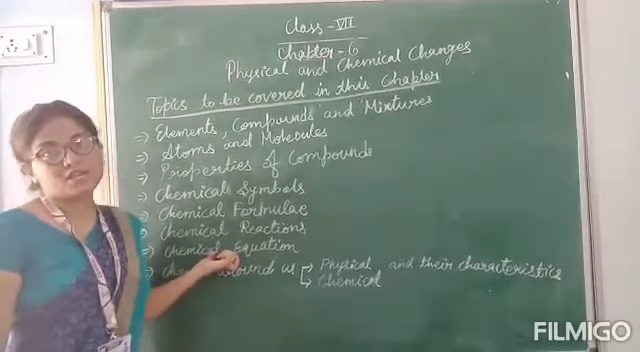 Class - VII
Chapter - 6
Physical and Chemical Changes
Topics to be covered in this Chapter
⇒ Elements, Compounds and Mixtures
⇒ Atoms and Molecules
⇒ Properties of Compounds
⇒ Chemical Symbols
⇒ Chemical Formulae
⇒ Chemical Reactions
⇒ Chemical Equation
⇒ around us → Physical and their characteristics
→ Chemical
FILMIGO